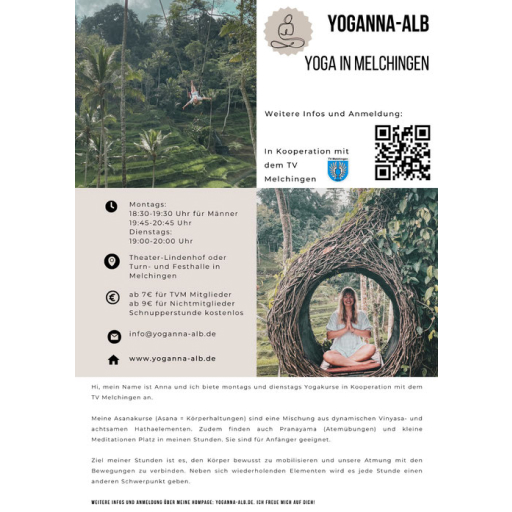 YOGANNA-ALB
YOGA IN MELCHINGEN
Weitere Infos und Anmeldung:
In Kooperation mit
dem TV
Melchingen
TV Melchingen
Montags:
18:30-19:30 Uhr für Männer
19:45-20:45 Uhr
Dienstags:
19:00-20:00 Uhr
Theater-Lindenhof oder
Turn- und Festhalle in
Melchingen
ab 7€ für TVM Mitglieder
ab 9€ für Nichtmitglieder
Schnupperstunde kostenlos
info@yoganna-alb.de
www.yoganna-alb.de
Hi, mein Name ist Anna und ich biete montags und dienstags Yogakurse in Kooperation mit dem
TV Melchingen an.
Meine Asanakurse (Asana = Körperhaltungen) sind eine Mischung aus dynamischen Vinyasa- und
achtsamen Hathaelementen. Zudem finden auch Pranayama (Atemübungen) und kleine
Meditationen Platz in meinen Stunden. Sie sind für Anfänger geeignet.
Ziel meiner Stunden ist es, den Körper bewusst zu mobilisieren und unsere Atmung mit den
Bewegungen zu verbinden. Neben sich wiederholenden Elementen wird es jede Stunde einen
anderen Schwerpunkt geben.
WEITERE INFOS UND ANMELDUNG ÜBER MEINE HOMPAGE: YOGANNA-ALB.DE. ICH FREUE MICH AUF DICH!